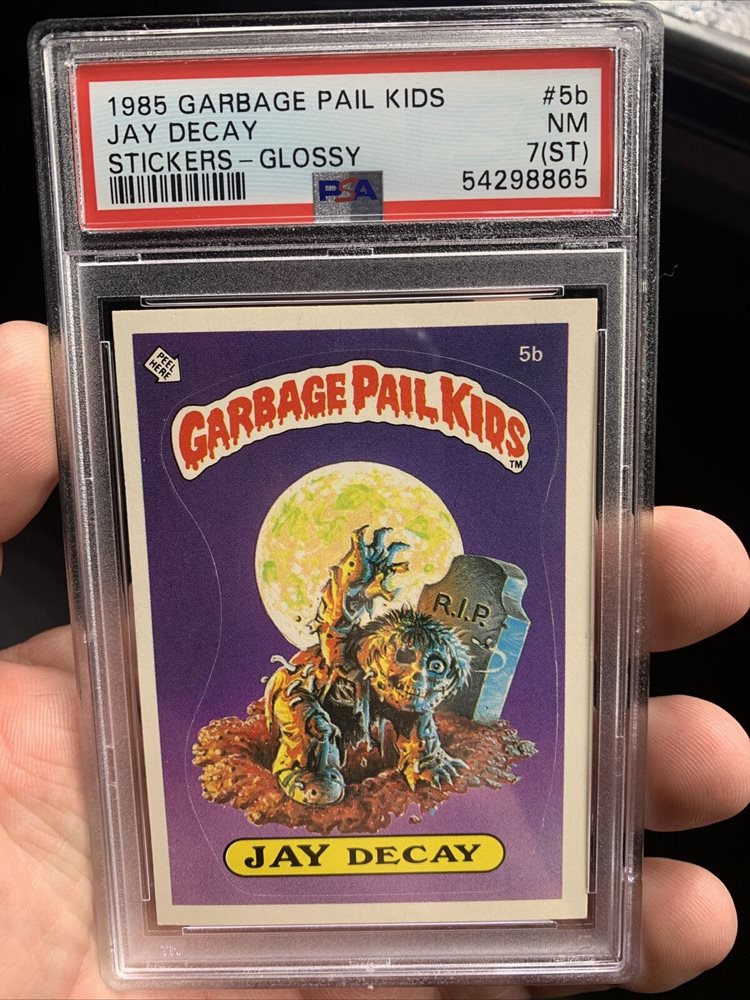 1985 GARBAGE PAIL KIDS #5b
JAY DECAY NM
STICKERS - GLOSSY 7(ST)
PSA 54298865
PEEL
HERE
5b
GARBAGE PAIL KIDS
TM
R.I.P.
JAY DECAY